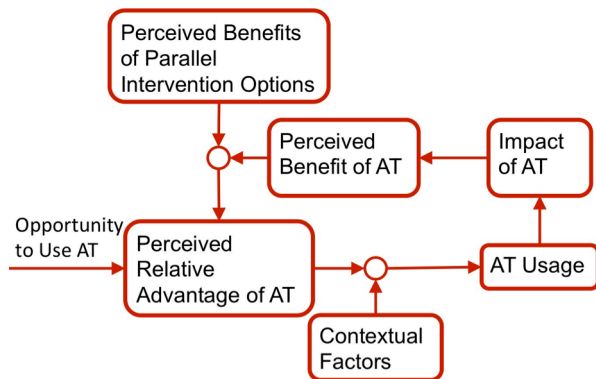 Perceived Benefits
of Parallel
Intervention Options
Perceived
Benefit of AT
Impact
of AT
Opportunity
to Use AT
Perceived
Relative
Advantage of AT
AT Usage
Contextual
Factors